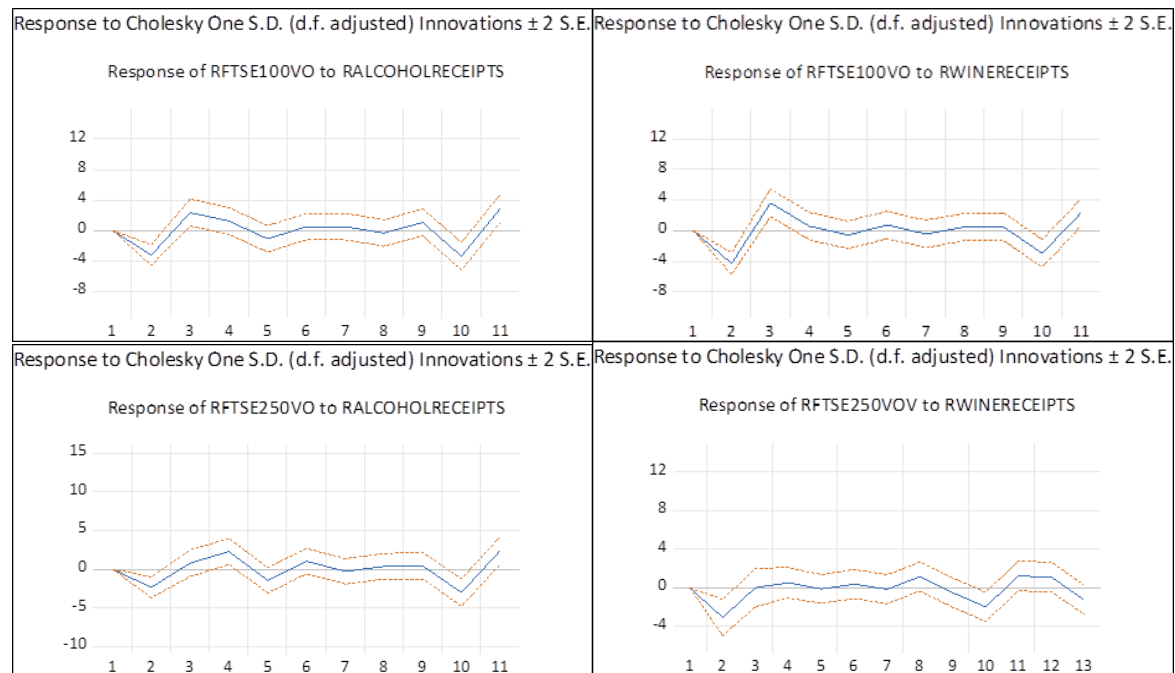 Response to Cholesky One S.D. (d.f. adjusted) Innovations ± 2 S.E.
Response of RFTSE100VO to RALCOHOLRECEIPTS
12
8
4
0
-4
-8
1 2 3 4 5 6 7 8 9 10 11
Response to Cholesky One S.D. (d.f. adjusted) Innovations ± 2 S.E.
Response of RFTSE100VO to RWINERECEIPTS
12
8
4
0
-4
-8
1 2 3 4 5 6 7 8 9 10 11
Response to Cholesky One S.D. (d.f. adjusted) Innovations ± 2 S.E.
Response of RFTSE250VO to RALCOHOLRECEIPTS
15
10
5
0
-5
-10
1 2 3 4 5 6 7 8 9 10 11
Response to Cholesky One S.D. (d.f. adjusted) Innovations ± 2 S.E.
Response of RFTSE250VOV to RWINERECEIPTS
12
8
4
0
-4
1 2 3 4 5 6 7 8 9 10 11 12 13